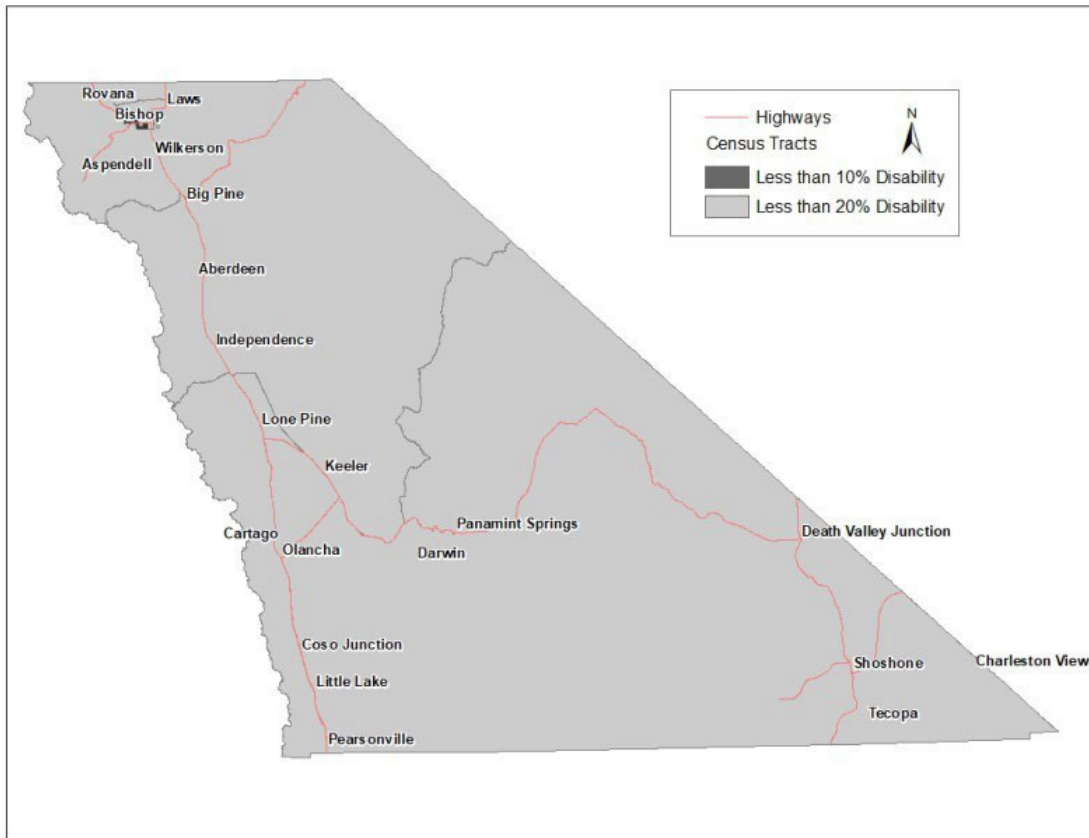 Rovana
Laws
Bishop
Wilkerson
Aspendell
Big Pine
Aberdeen
Independence
Lone Pine
Keeler
Cartago
Olancha
Darwin
Panamint Springs
Death Valley Junction
Coso Junction
Little Lake
Pearsonville
Shoshone
Charleston View
Tecopa
Highways
N
Census Tracts
Less than 10% Disability
Less than 20% Disability